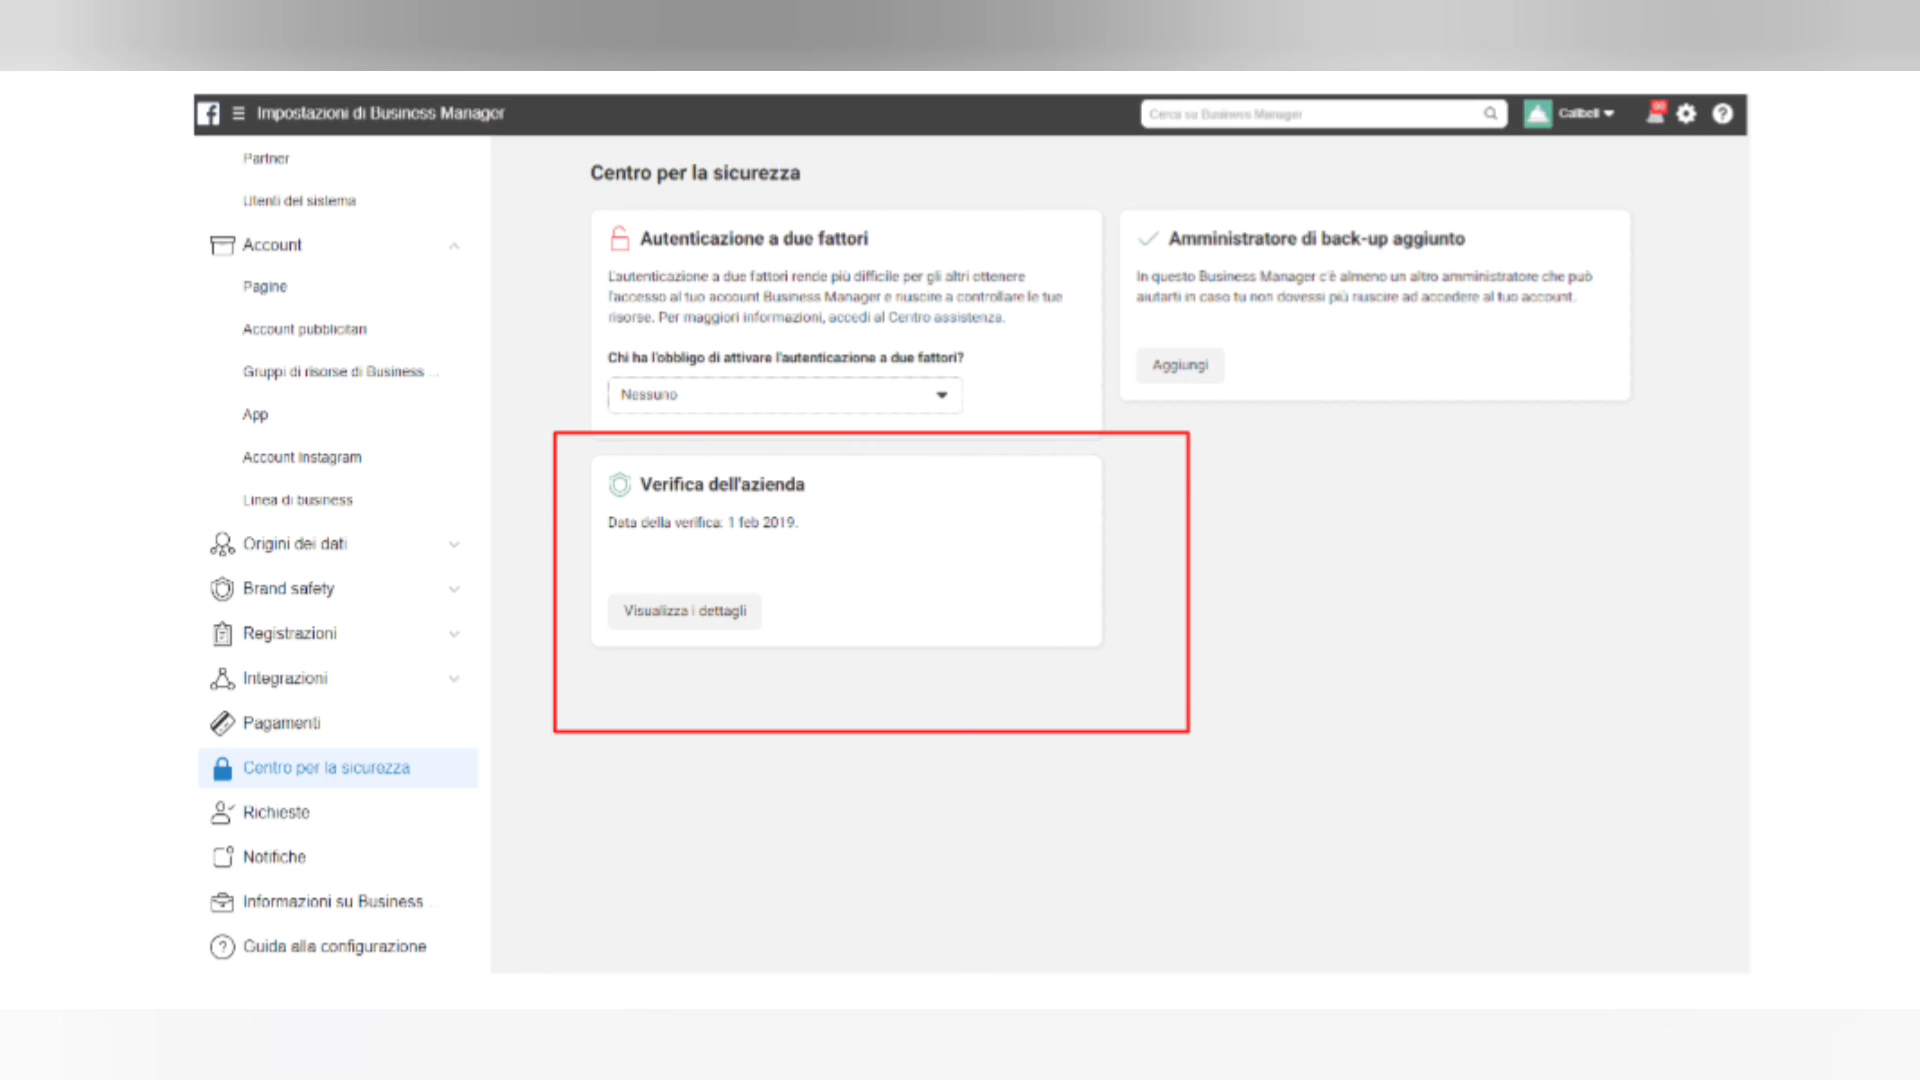 Impostazioni di Business Manager
Cerca su Business Manager
Calbell
Partner
Utenti del sistema
Account
Pagine
Account pubblicitari
Gruppi di risorse di Business ...
App
Account Instagram
Linea di business
Origini dei dati
Brand safety
Registrazioni
Integrazioni
Pagamenti
Centro per la sicurezza
Richieste
Notifiche
Informazioni su Business ...
Guida alla configurazione
Centro per la sicurezza
Autenticazione a due fattori
L'autenticazione a due fattori rende più difficile per gli altri ottenere
l'accesso al tuo account Business Manager e riuscire a controllare le tue
risorse. Per maggiori informazioni, accedi al Centro assistenza.
Chi ha l'obbligo di attivare l'autenticazione a due fattori?
Nessuno
Amministratore di back-up aggiunto
In questo Business Manager c'è almeno un altro amministratore che può
aiutarti in caso tu non dovessi più riuscire ad accedere al tuo account.
Aggiungi
Verifica dell'azienda
Data della verifica: 1 feb 2019.
Visualizza i dettagli